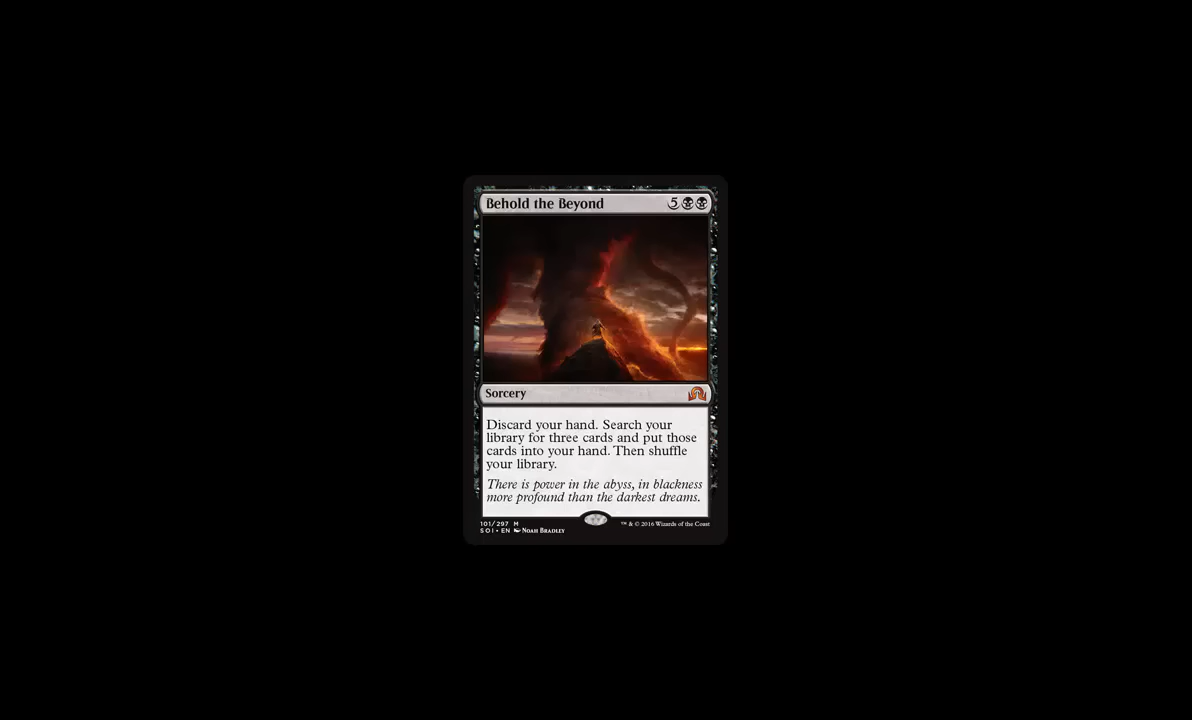 Behold the Beyond 5
Sorcery
Discard your hand. Search your
library for three cards and put those
cards into your hand. Then shuffle
your library.
There is power in the abyss, in blackness
more profound than the darkest dreams.
101/297 M
SOI • EN Noah Bradley
™ & © 2016 Wizards of the Coast